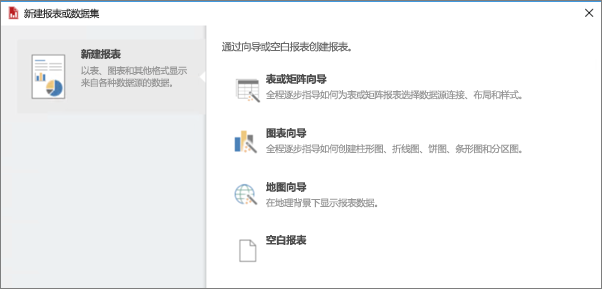 新建报表或数据集
新建报表
以表、图表和其他格式显示
来自各种数据源的数据。
通过向导或空白报表创建报表。
表或矩阵向导
全程逐步指导如何为表或矩阵报表选择数据源连接、布局和样式。
图表向导
全程逐步指导如何创建柱形图、折线图、饼图、条形图和分区图。
地图向导
在地理背景下显示报表数据。
空白报表